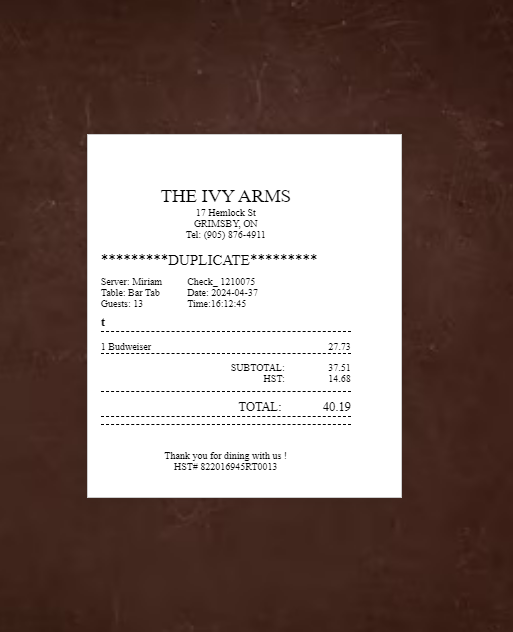 THE IVY ARMS
17 Hemlock St
GRIMSBY, ON
Tel: (905) 876-4911
*********DUPLICATE*********
Server: Miriam Check_ 1210075
Table: Bar Tab Date: 2024-04-37
Guests: 13 Time:16:12:45
t
1 Budweiser 27.73
SUBTOTAL: 37.51
HST: 14.68
TOTAL: 40.19
Thank you for dining with us !
HST# 822016945RT0013